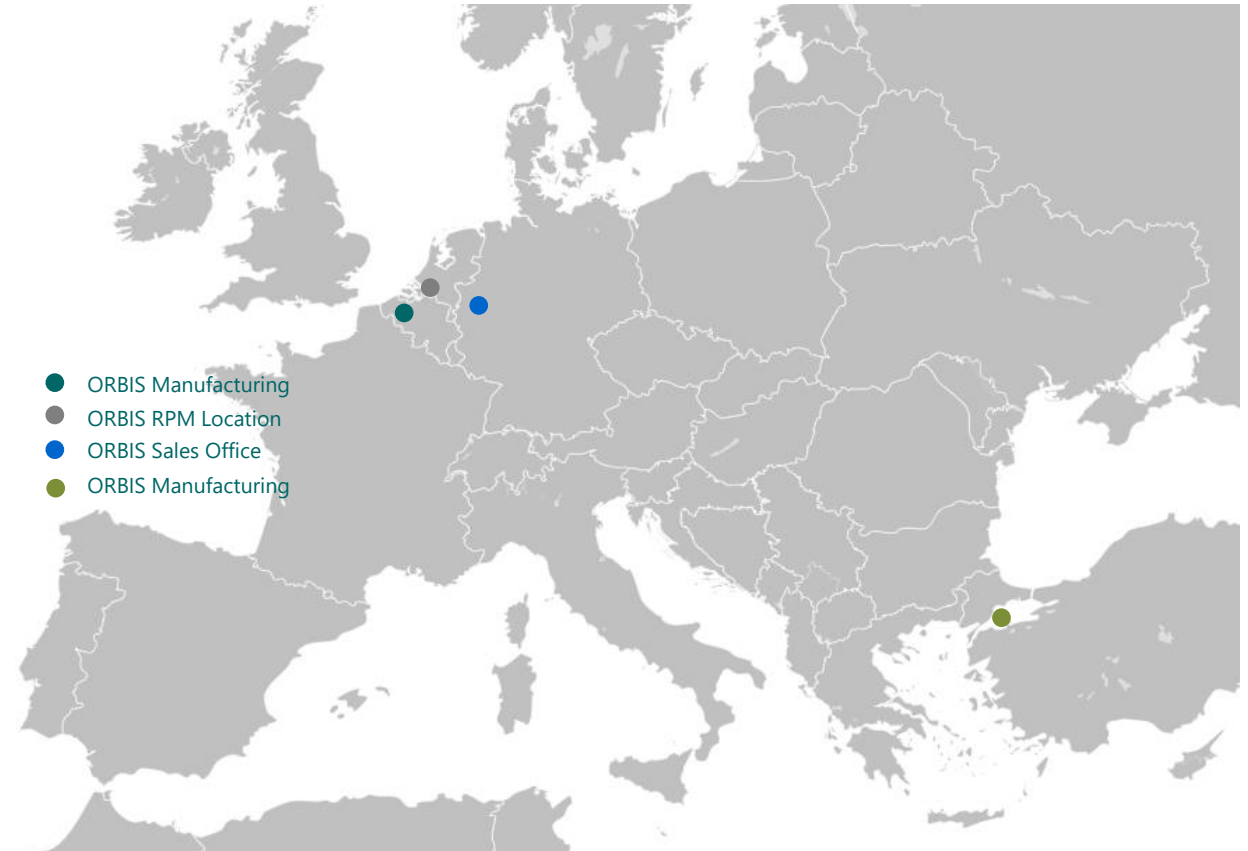 ORBIS Manufacturing
ORBIS RPM Location
ORBIS Sales Office
ORBIS Manufacturing